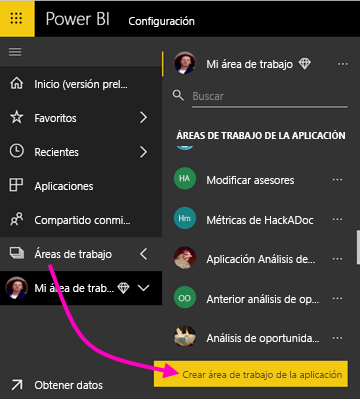 Power BI Configuración
Inicio (versión prel...
Favoritos
Recientes
Aplicaciones
Compartido conmi...
Áreas de trabajo
Mi área de trab...
Obtener datos
Mi área de trabajo
Buscar
ÁREAS DE TRABAJO DE LA APLICACIÓN
HA Modificar asesores
Hm Métricas de HackADoc
Aplicación Análisis de...
OO Anterior análisis de op...
Análisis de oportunida...
Crear área de trabajo de la aplicación